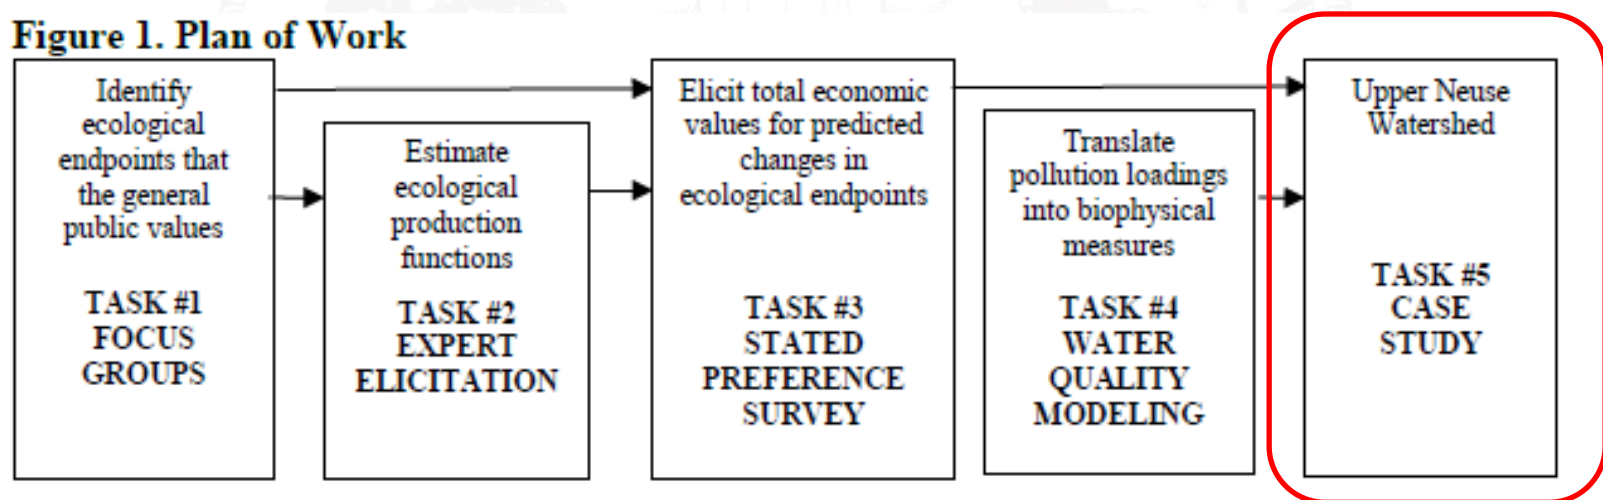 Figure 1. Plan of Work
Identify
ecological
endpoints that
the general
public values
TASK #1
FOCUS
GROUPS
Estimate
ecological
production
functions
TASK #2
EXPERT
ELICITATION
Elicit total economic
values for predicted
changes in
ecological endpoints
TASK #3
STATED
PREFERENCE
SURVEY
Translate
pollution loadings
into biophysical
measures
TASK #4
WATER
QUALITY
MODELING
Upper Neuse
Watershed
TASK #5
CASE
STUDY